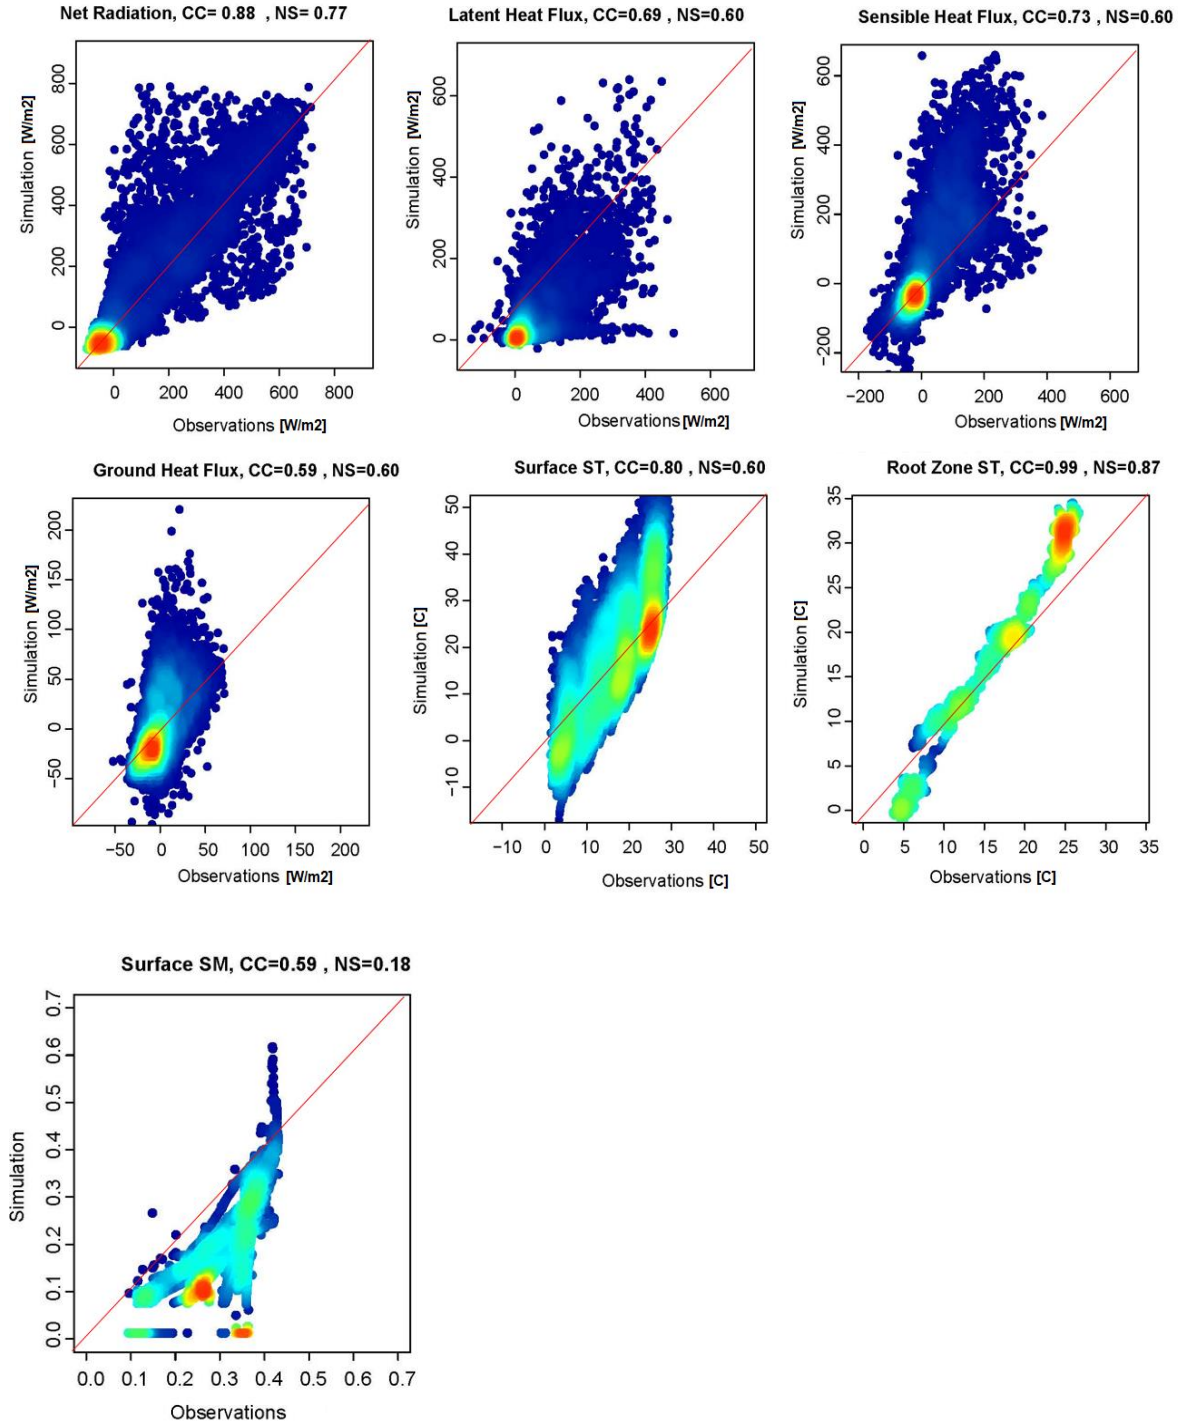 Net Radiation, CC= 0.88 , NS= 0.77
Latent Heat Flux, CC=0.69 , NS=0.60
Sensible Heat Flux, CC=0.73 , NS=0.60
Simulation [W/m2]
800
600
400
200
0
0 200 400 600 800
Observations [W/m2]
Simulation [W/m2]
600
400
200
0
0 200 400 600
Observations [W/m2]
Simulation [W/m2]
600
400
200
0
−200
−200 0 200 400 600
Observations [W/m2]
Ground Heat Flux, CC=0.59 , NS=0.60
Surface ST, CC=0.80 , NS=0.60
Root Zone ST, CC=0.99 , NS=0.87
Simulation [W/m2]
200
150
100
50
0
−50
−50 0 50 100 150 200
Observations [W/m2]
Simulation [C]
50
40
30
20
10
0
−10
−10 0 10 20 30 40 50
Observations [C]
Simulation [C]
35
30
25
20
15
10
5
0
0 5 10 15 20 25 30 35
Observations [C]
Surface SM, CC=0.59 , NS=0.18
Simulation
0.7
0.6
0.5
0.4
0.3
0.2
0.1
0.0
0.0 0.1 0.2 0.3 0.4 0.5 0.6 0.7
Observations